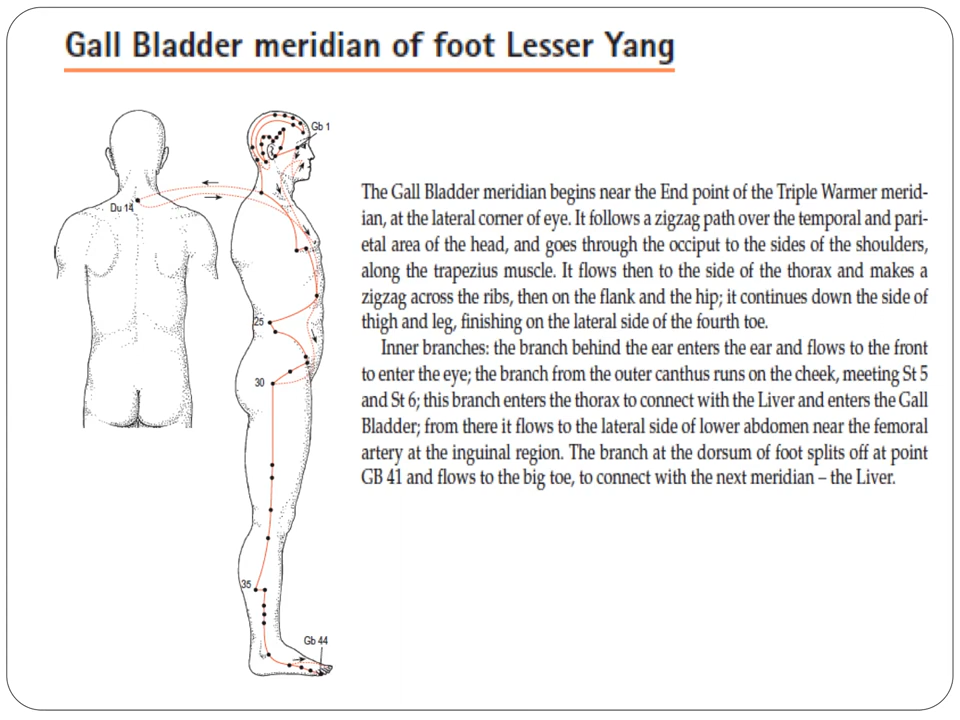 Gall Bladder meridian of foot Lesser Yang
Gb 1
Du 14
25
30
35
Gb 44
The Gall Bladder meridian begins near the End point of the Triple Warmer merid-
ian, at the lateral corner of eye. It follows a zigzag path over the temporal and pari-
etal area of the head, and goes through the occiput to the sides of the shoulders,
along the trapezius muscle. It flows then to the side of the thorax and makes a
zigzag across the ribs, then on the flank and the hip; it continues down the side of
thigh and leg, finishing on the lateral side of the fourth toe.
Inner branches: the branch behind the ear enters the ear and flows to the front
to enter the eye; the branch from the outer canthus runs on the cheek, meeting St 5
and St 6; this branch enters the thorax to connect with the Liver and enters the Gall
Bladder; from there it flows to the lateral side of lower abdomen near the femoral
artery at the inguinal region. The branch at the dorsum of foot splits off at point
GB 41 and flows to the big toe, to connect with the next meridian – the Liver.